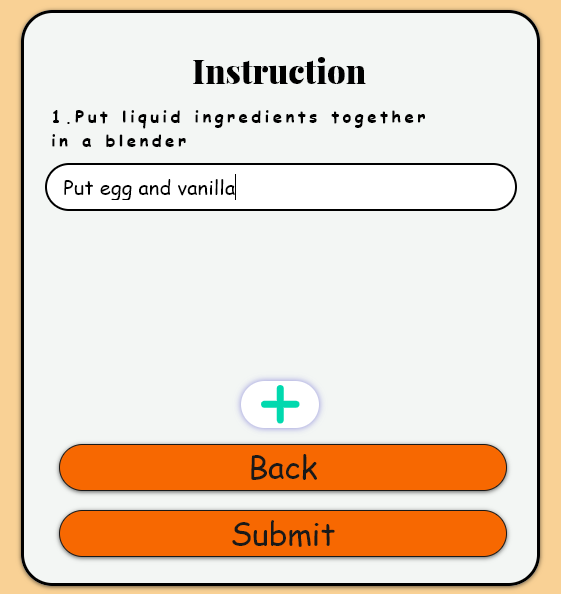 Instruction
1.Put liquid ingredients together
in a blender
Put egg and vanilla
Back
Submit